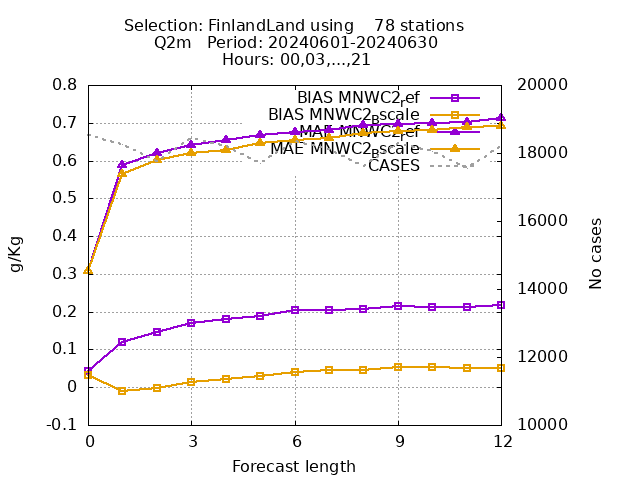 Selection: FinlandLand using 78 stations
Q2m Period: 20240601-20240630
Hours: 00,03,...,21
0.8
0.7
0.6
0.5
0.4
0.3
0.2
0.1
0
-0.1
20000
18000
16000
14000
12000
10000
BIAS MNWC2_ref
BIAS MNWC2_Bscale
MAE MNWC2_ref
MAE MNWC2_Bscale
CASES
g/Kg
No cases
0 3 6 9 12
Forecast length